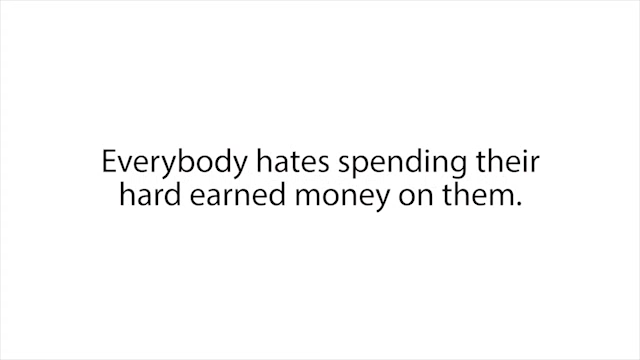 Everybody hates spending their
hard earned money on them.